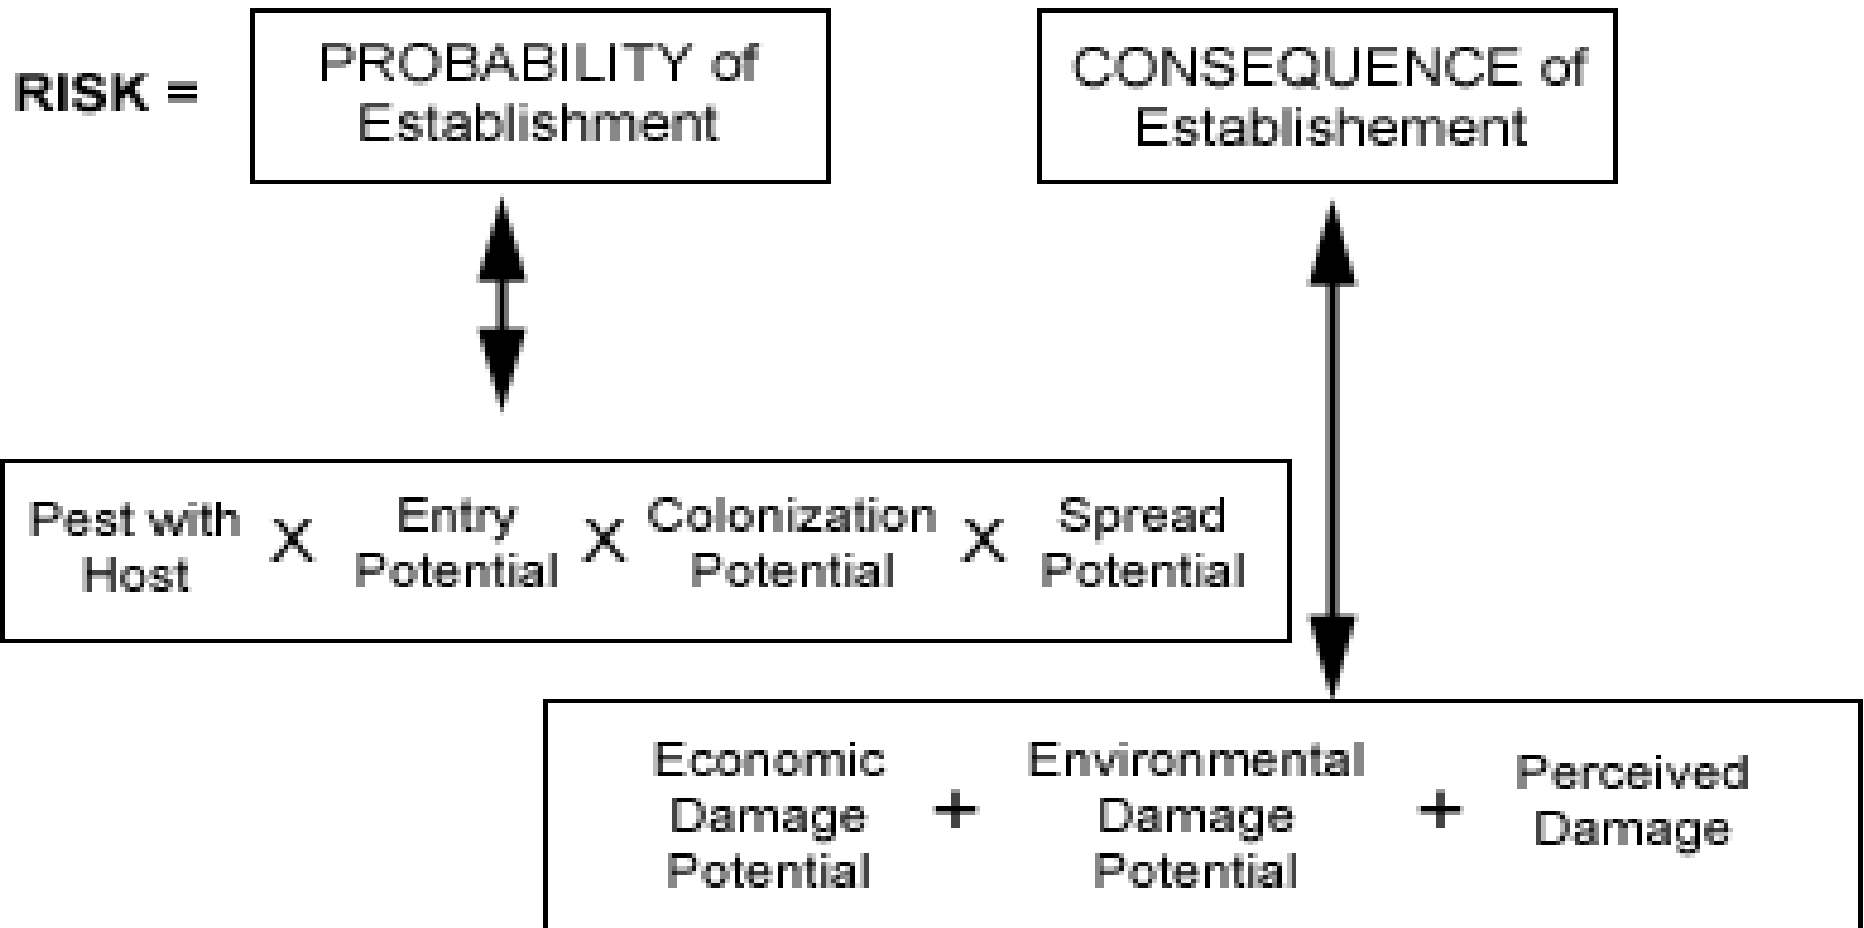 RISK =
PROBABILITY of
Establishment
CONSEQUENCE of
Establishement
Pest with
Host
X
Entry
Potential
X
Colonization
Potential
X
Spread
Potential
Economic
Damage
Potential
+
Environmental
Damage
Potential
+
Perceived
Damage